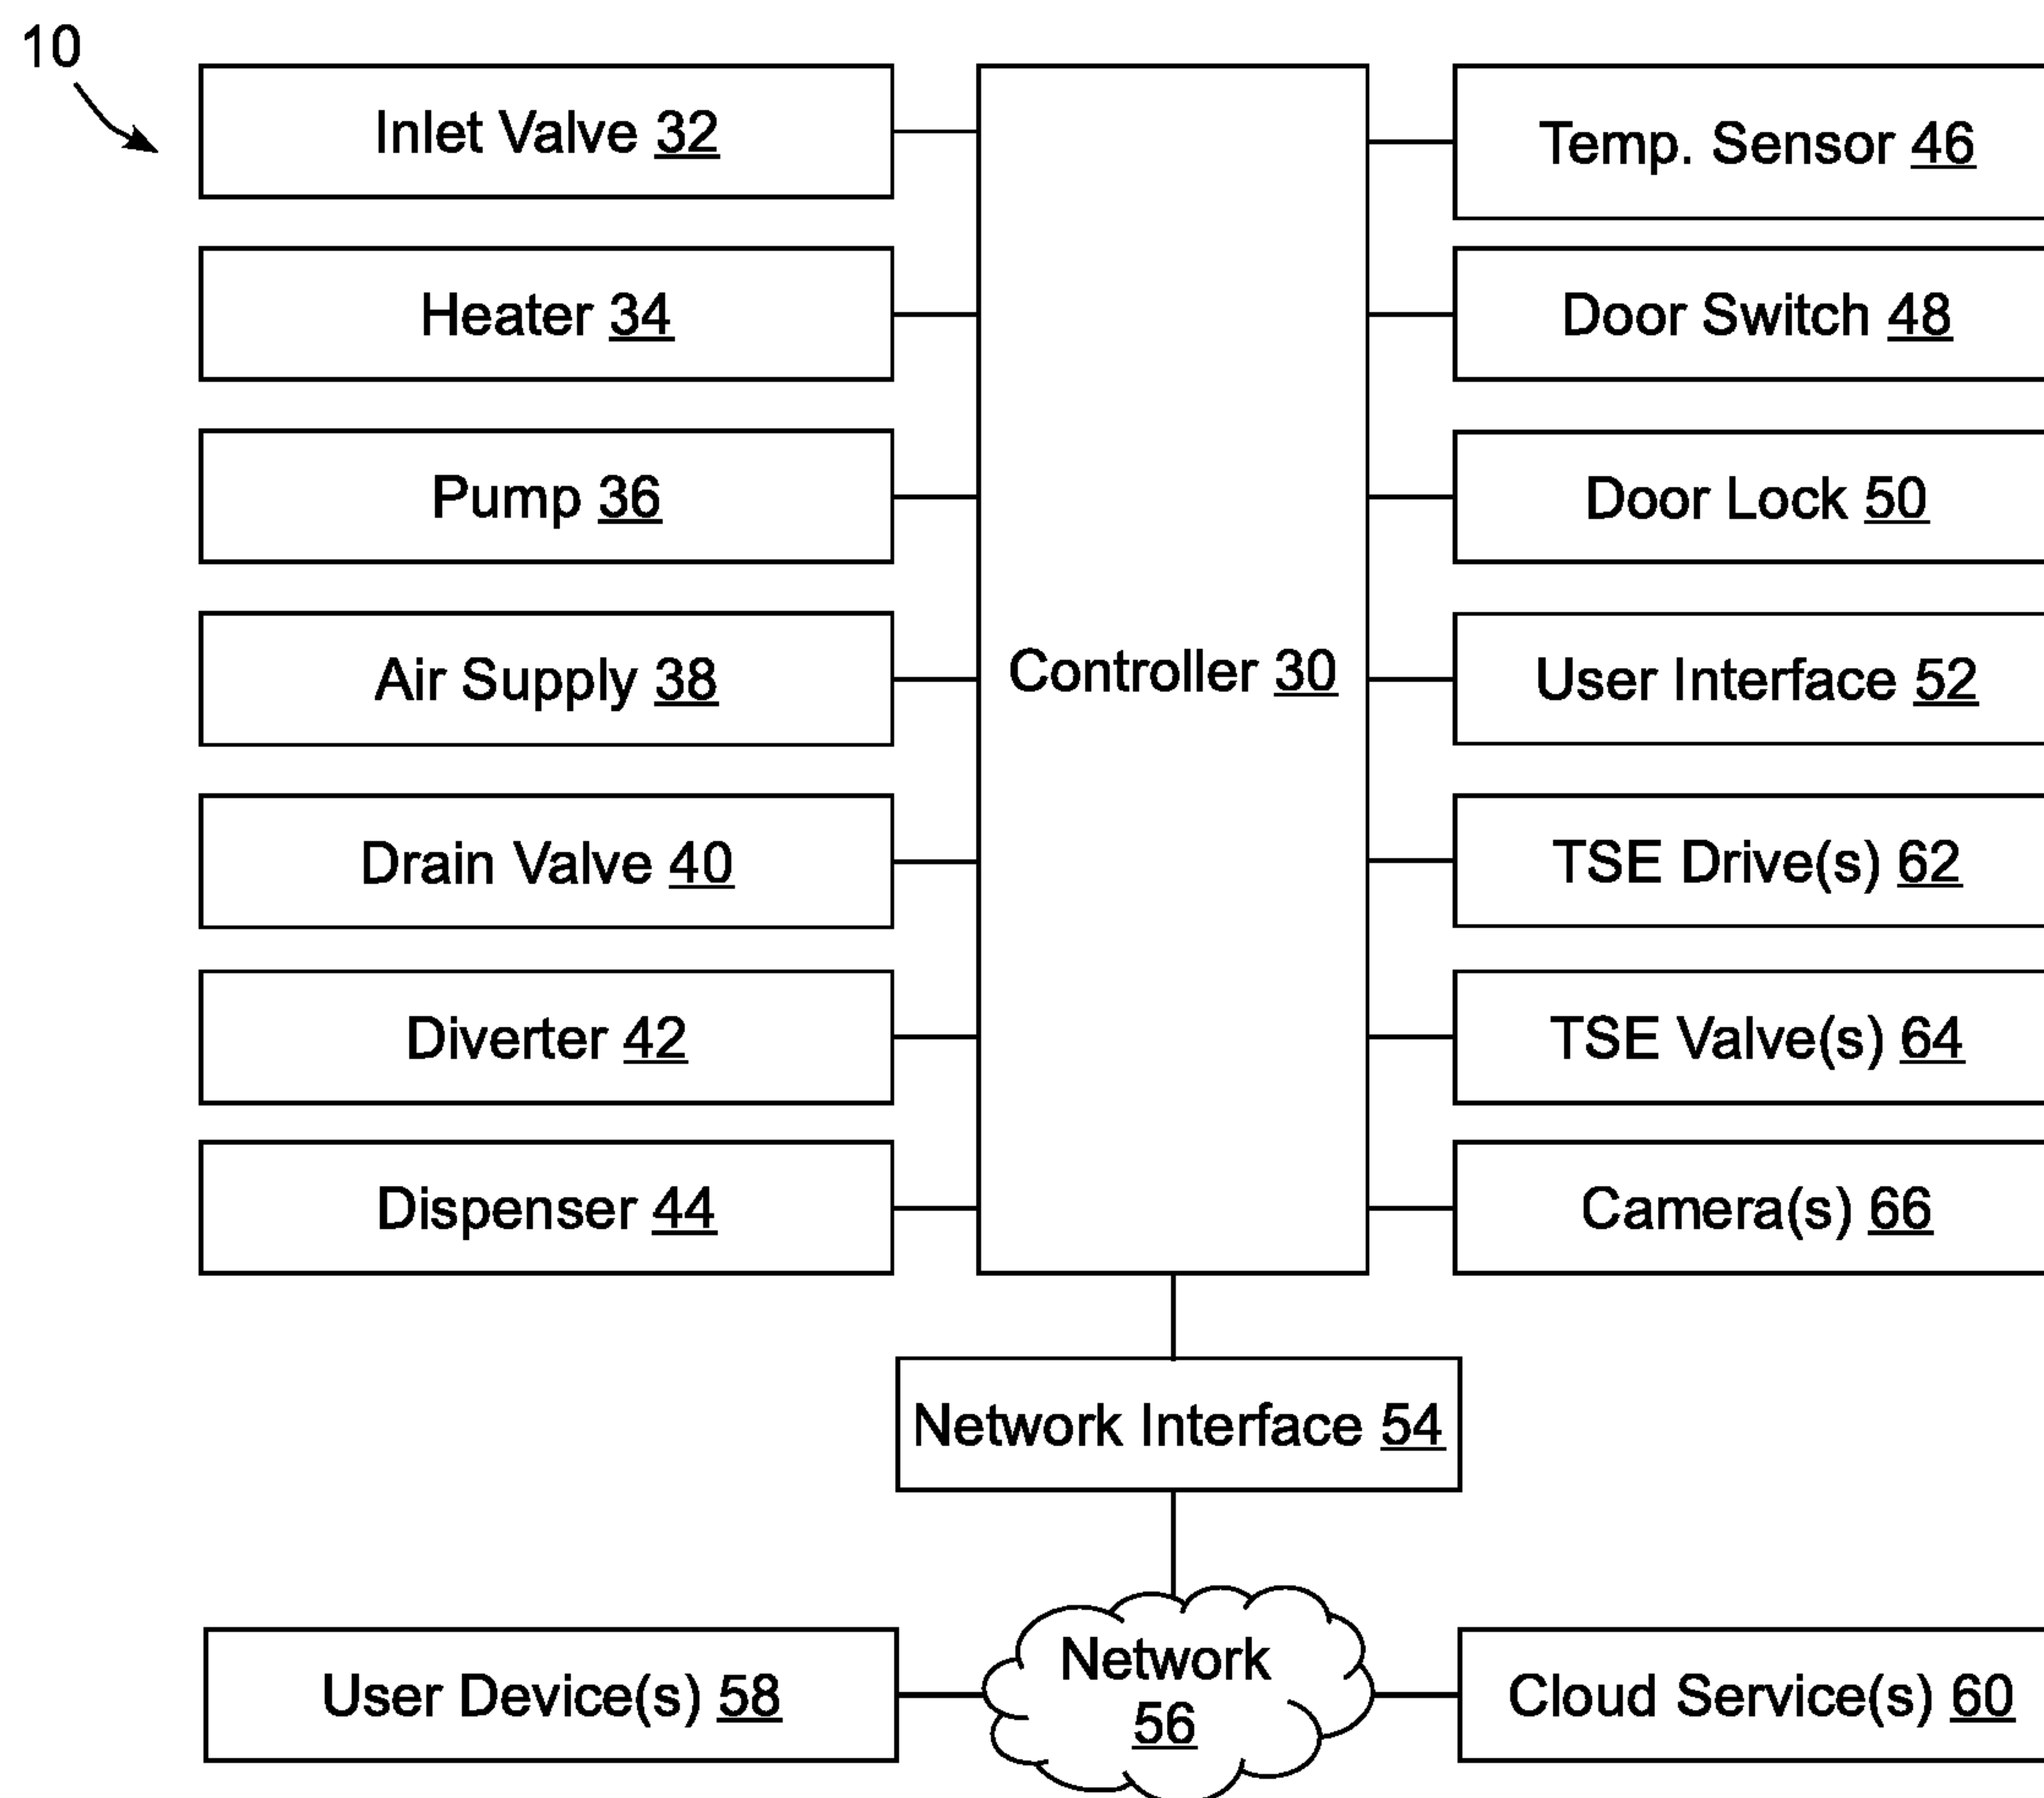 10
Inlet Valve 32
Heater 34
Pump 36
Air Supply 38
Drain Valve 40
Diverter 42
Dispenser 44
Controller 30
Temp. Sensor 46
Door Switch 48
Door Lock 50
User Interface 52
TSE Drive(s) 62
TSE Valve(s) 64
Camera(s) 66
Network Interface 54
User Device(s) 58
Network
56
Cloud Service(s) 60